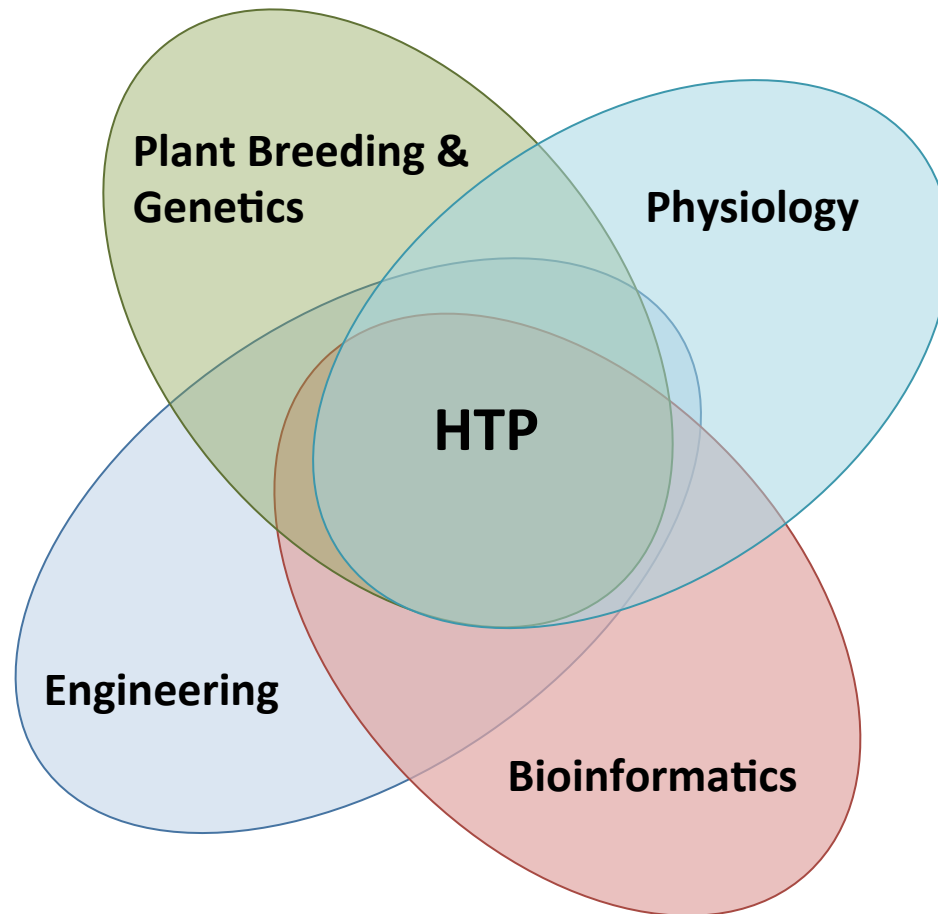 Plant Breeding &
Genetics
Physiology
HTP
Engineering
Bioinformatics